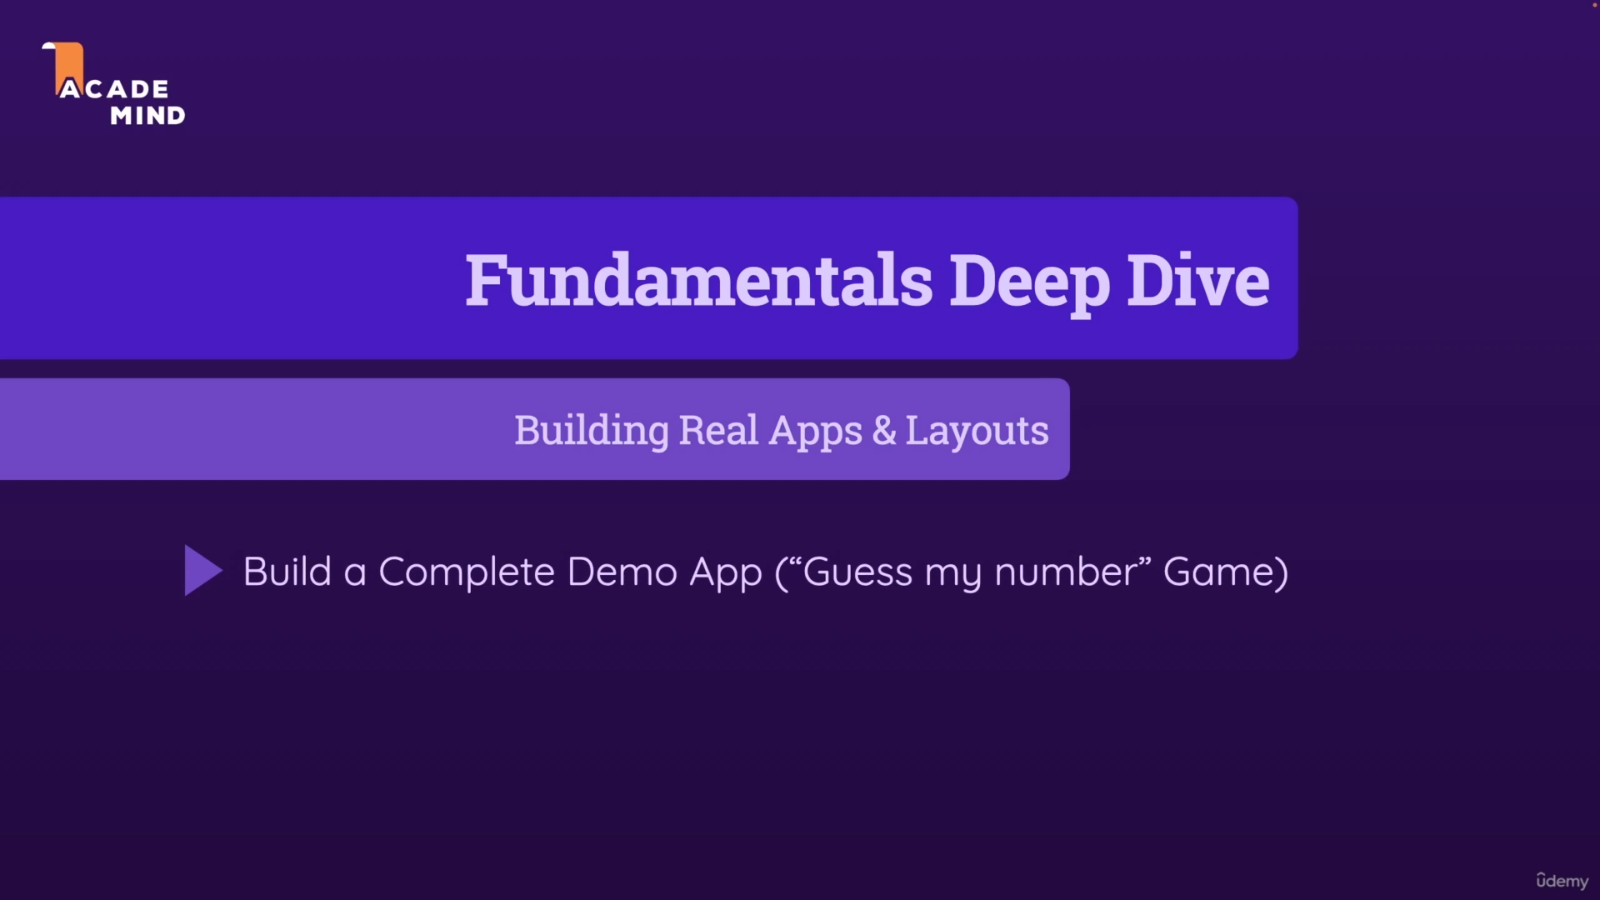 ACADE
MIND
Fundamentals Deep Dive
Building Real Apps & Layouts
Build a Complete Demo App (“Guess my number” Game)
ûdemy